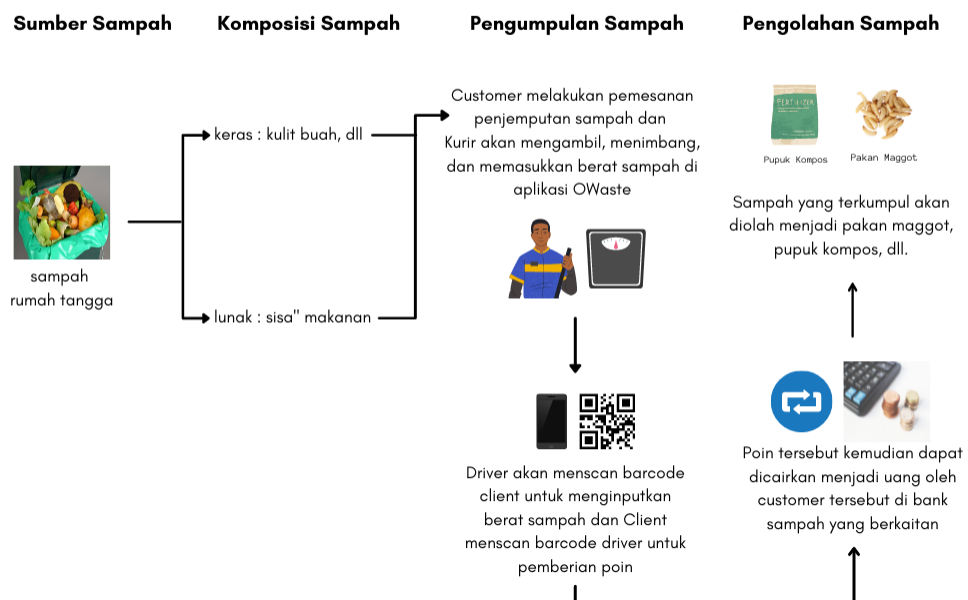 Sumber Sampah
Komposisi Sampah
Pengumpulan Sampah
Pengolahan Sampah
sampah
rumah tangga
keras : kulit buah, dll
lunak : sisa" makanan
Customer melakukan pemesanan
penjemputan sampah dan
Kurir akan mengambil, menimbang,
dan memasukkan berat sampah di
aplikasi OWaste
Driver akan menscan barcode
client untuk menginputkan
berat sampah dan Client
menscan barcode driver untuk
pemberian poin
Pupuk Kompos
Pakan Maggot
Sampah yang terkumpul akan
diolah menjadi pakan maggot,
pupuk kompos, dll.
Poin tersebut kemudian dapat
dicairkan menjadi uang oleh
customer tersebut di bank
sampah yang berkaitan